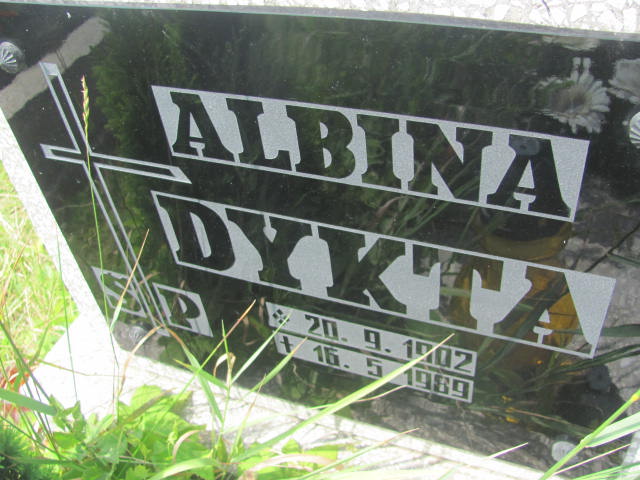 ALBINA
DYKTA
ŚP
* 20. 9. 1902
+ 16. 5 1989